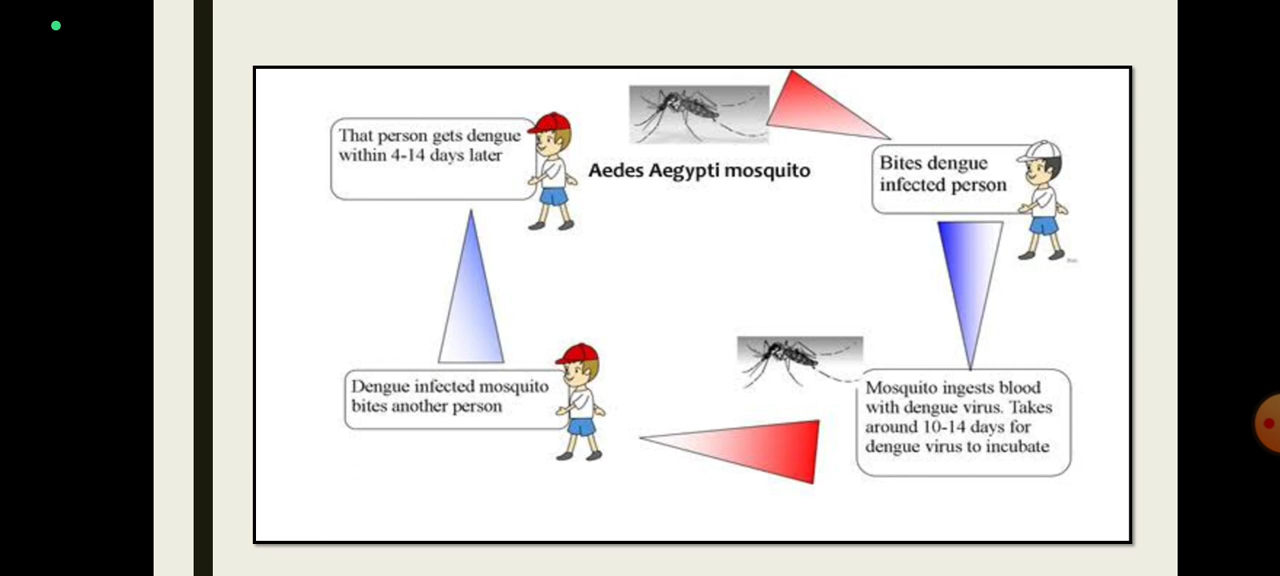 Aedes Aegypti mosquito
Bites dengue
infected person
Mosquito ingests blood
with dengue virus. Takes
around 10-14 days for
dengue virus to incubate
Dengue infected mosquito
bites another person
That person gets dengue
within 4-14 days later